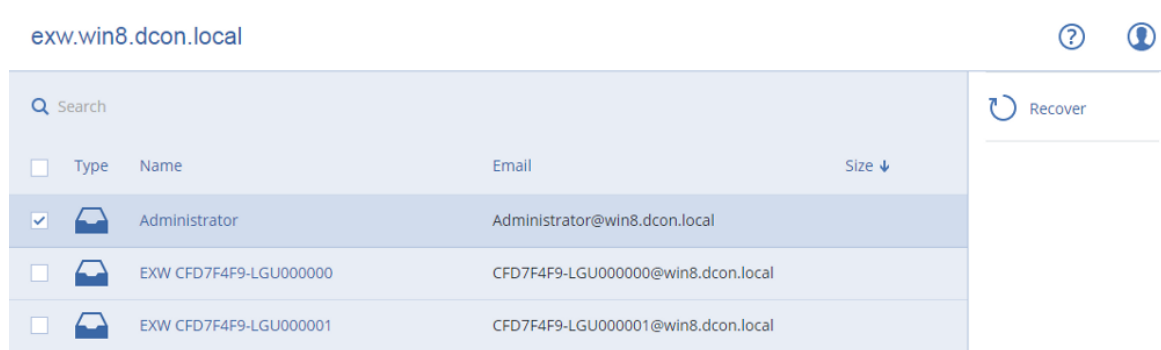 exw.win8.dcon.local
Search
Recover
Type Name Email Size
Administrator Administrator@win8.dcon.local
EXW CFD7F4F9-LGU000000 CFD7F4F9-LGU000000@win8.dcon.local
EXW CFD7F4F9-LGU000001 CFD7F4F9-LGU000001@win8.dcon.local